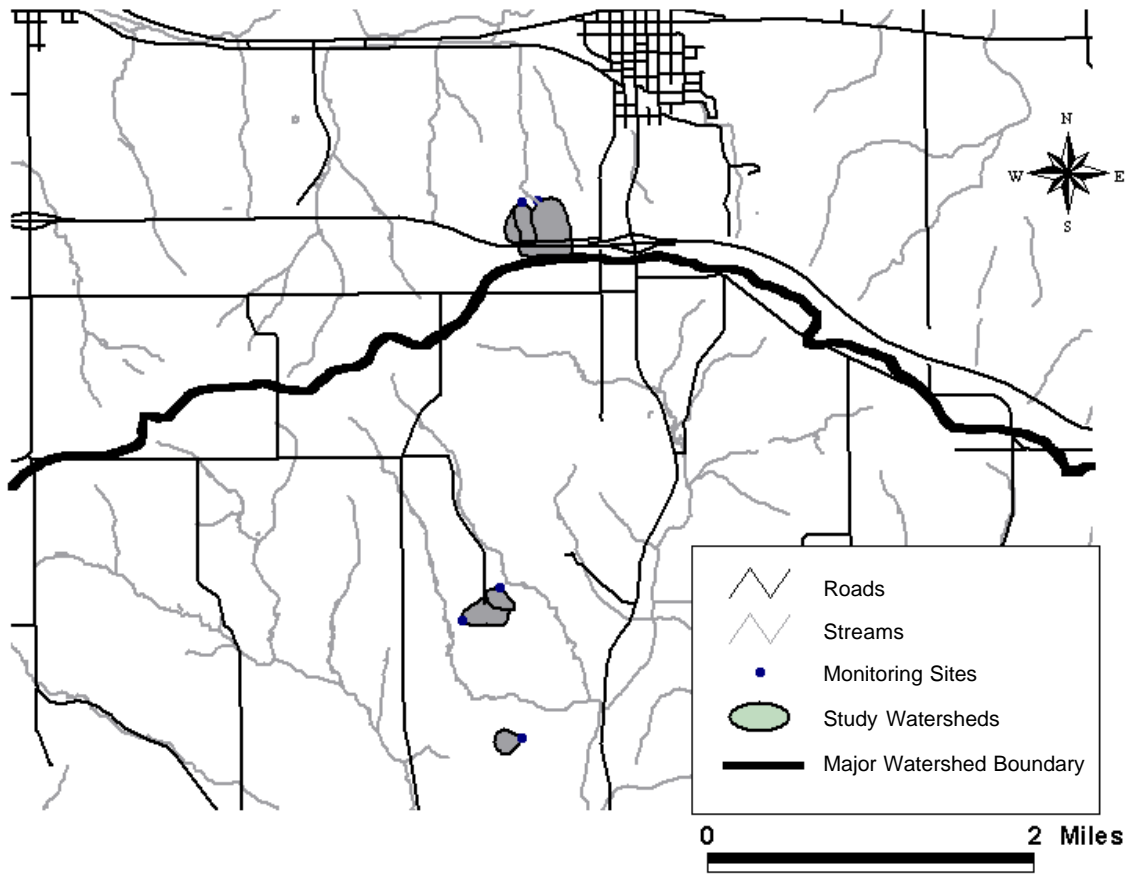 N
W E
S
Roads
Streams
Monitoring Sites
Study Watersheds
Major Watershed Boundary
0 2 Miles